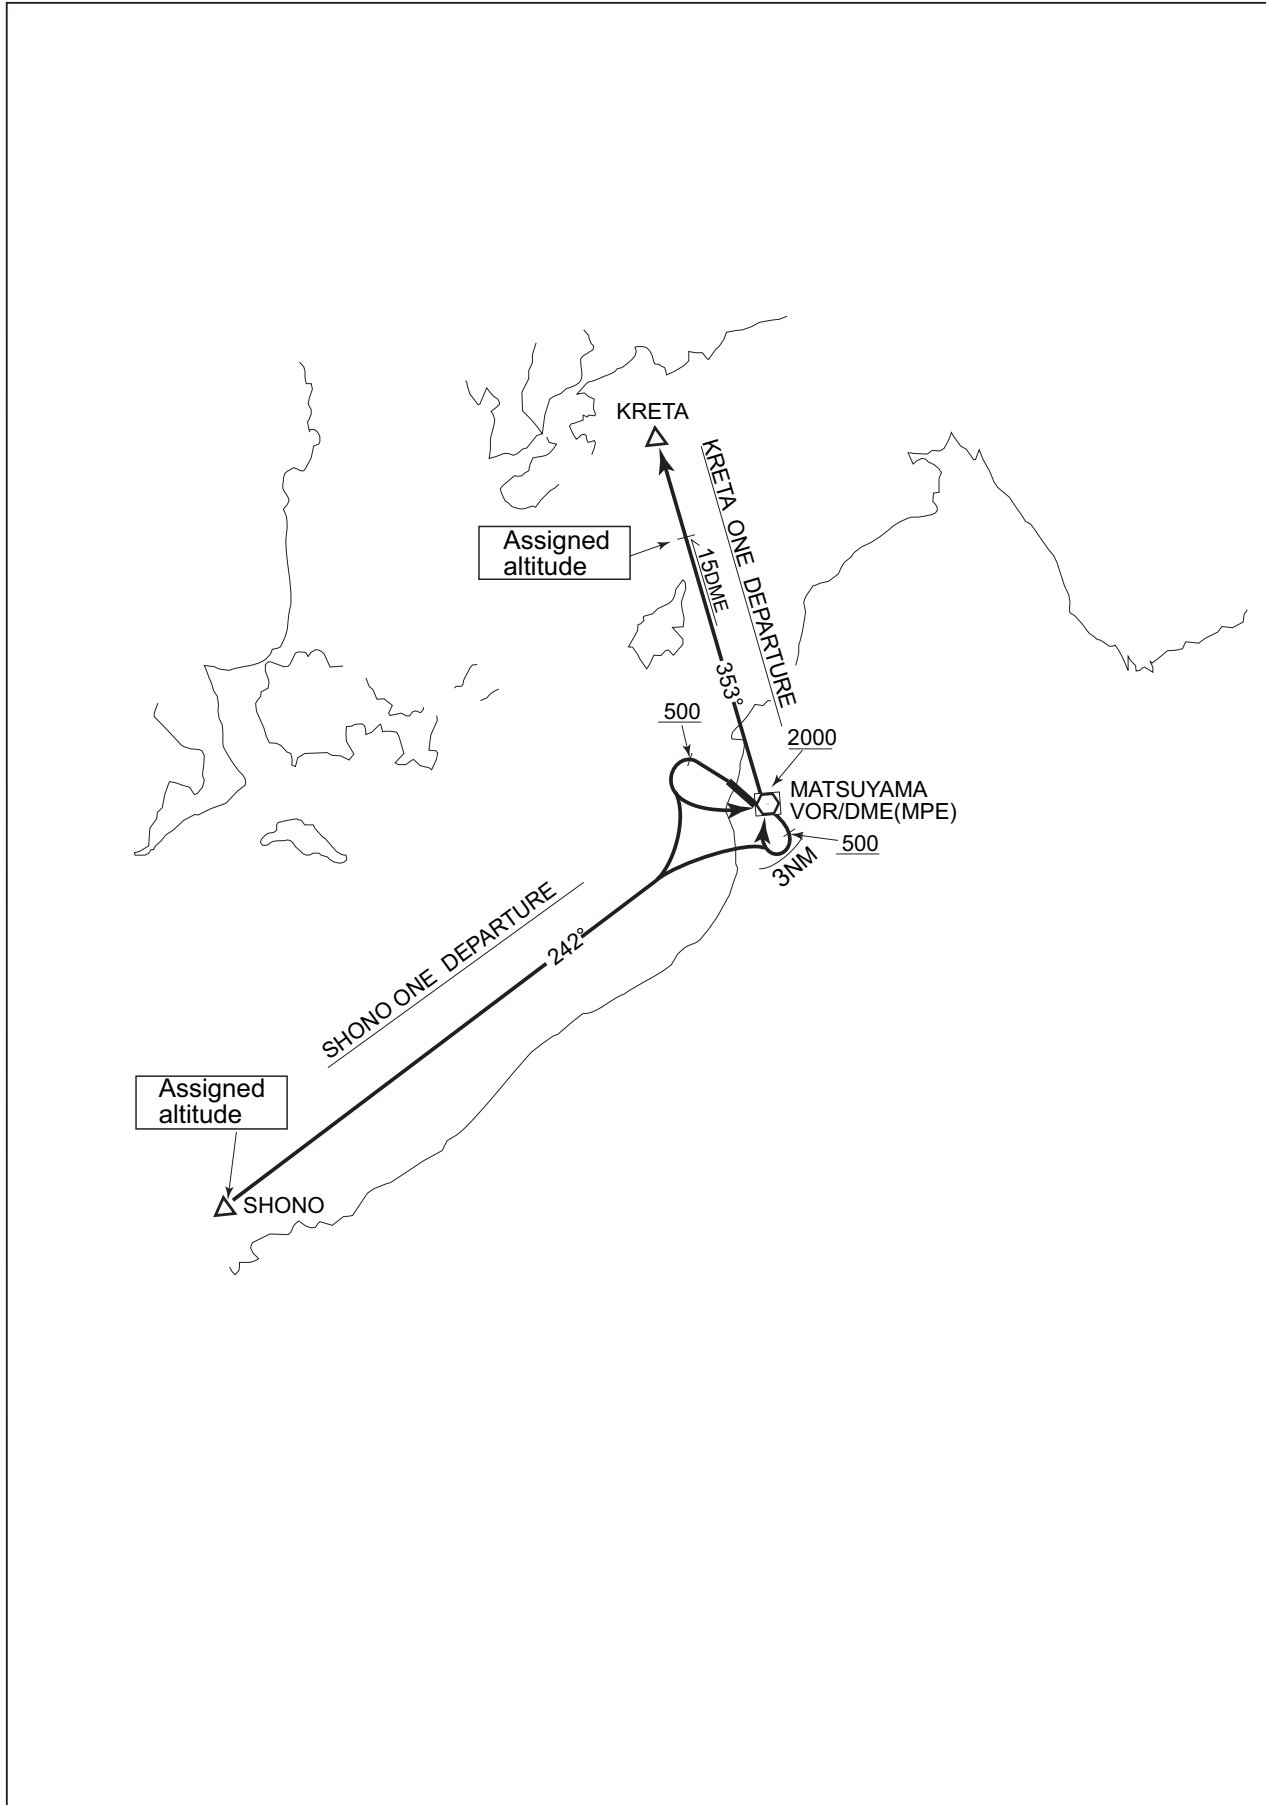 KRETA
KRETA ONE DEPARTURE
Assigned
altitude
15DME
353°
500
2000
MATSUYAMA
VOR/DME(MPE)
500
3NM
SHONO ONE DEPARTURE
242°
Assigned
altitude
SHONO